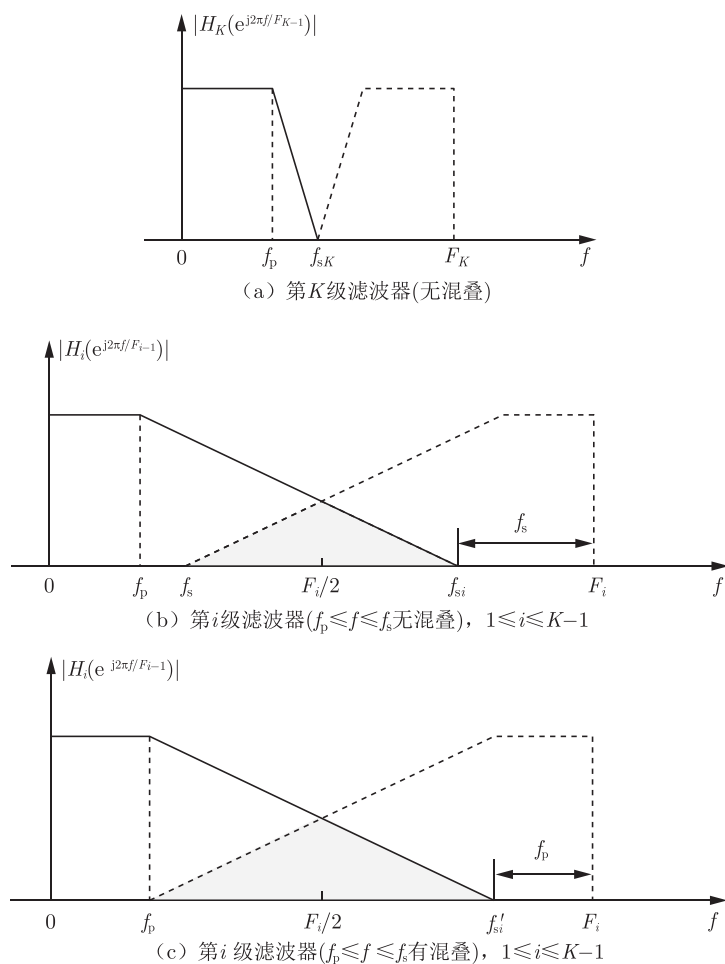 |H_K(e^{j2πf/F_{K-1}})|
0 f_p f_{sK} F_K f
（a）第K级滤波器(无混叠)
|H_i(e^{j2πf/F_{i-1}})|
f_s
0 f_p f_s F_i/2 f_{si} F_i f
（b）第i级滤波器(f_p≤f≤f_s无混叠)，1≤i≤K−1
|H_i(e^{j2πf/F_{i-1}})|
f_p
0 f_p F_i/2 f_{si}′ F_i f
（c）第i 级滤波器(f_p≤f≤f_s有混叠)，1≤i≤K−1